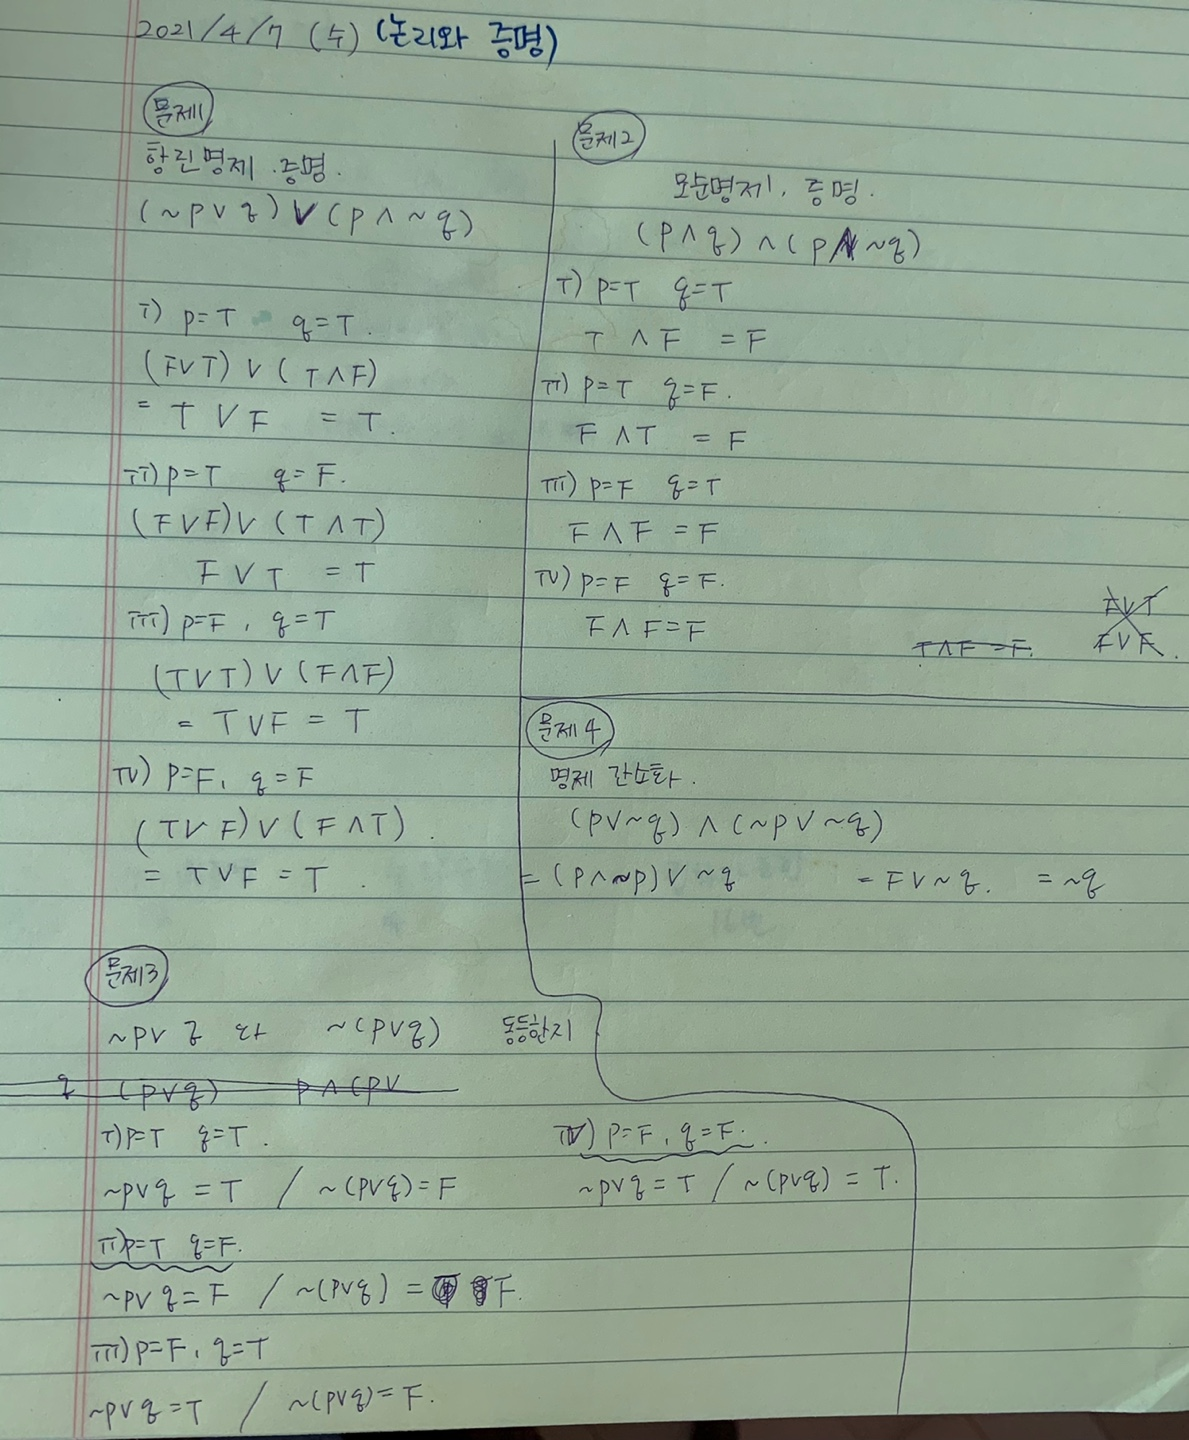 2021/4/7 (수) (논리와 증명)
문제1
항진명제 증명.
(~p∨q)∨(p∧~q)
i) p=T q=T.
(F∨T)∨(T∧F)
= T∨F = T.
ii) p=T q=F.
(F∨F)∨(T∧T)
F∨T = T
iii) p=F, q=T
(T∨T)∨(F∧F)
= T∨F = T
iv) p=F, q=F
(T∨F)∨(F∧T).
= T∨F = T.
문제2
모순명제, 증명.
(p∧q)∧(p∧~q)
i) p=T q=T
T∧F = F
ii) p=T q=F.
F∧T = F
iii) p=F q=T
F∧F = F
iv) p=F q=F.
F∧F=F
T∧F=F.
F∨T
F∨F.
문제4
명제 간소화.
(p∨~q)∧(~p∨~q)
= (p∧~p)∨~q = F∨~q. = ~q
문제3
~p∨q 와 ~(p∨q) 동등한지
q (p∨q) p∧(p∨
i) p=T q=T.
~p∨q = T / ~(p∨q)=F
ii) p=T q=F.
~p∨q=F / ~(p∨q)= F.
iii) p=F, q=T
~p∨q=T / ~(p∨q)=F.
iv) p=F, q=F.
~p∨q=T / ~(p∨q)=T.